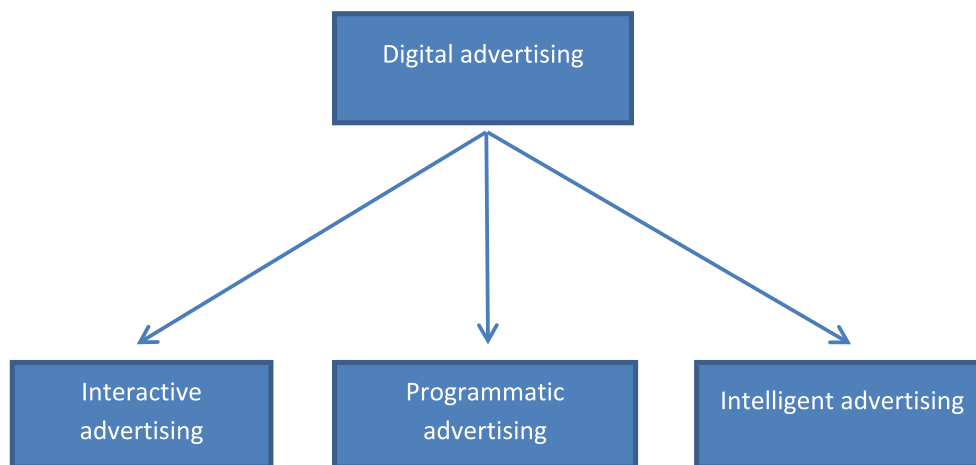 Digital advertising
Interactive
advertising
Programmatic
advertising
Intelligent advertising